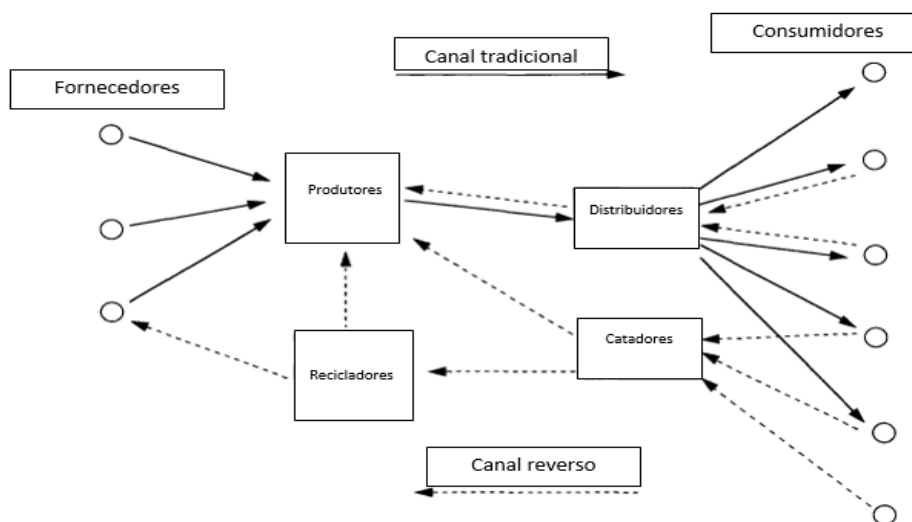 Consumidores
Canal tradicional
Fornecedores
Produtores
Distribuidores
Catadores
Recicladores
Canal reverso